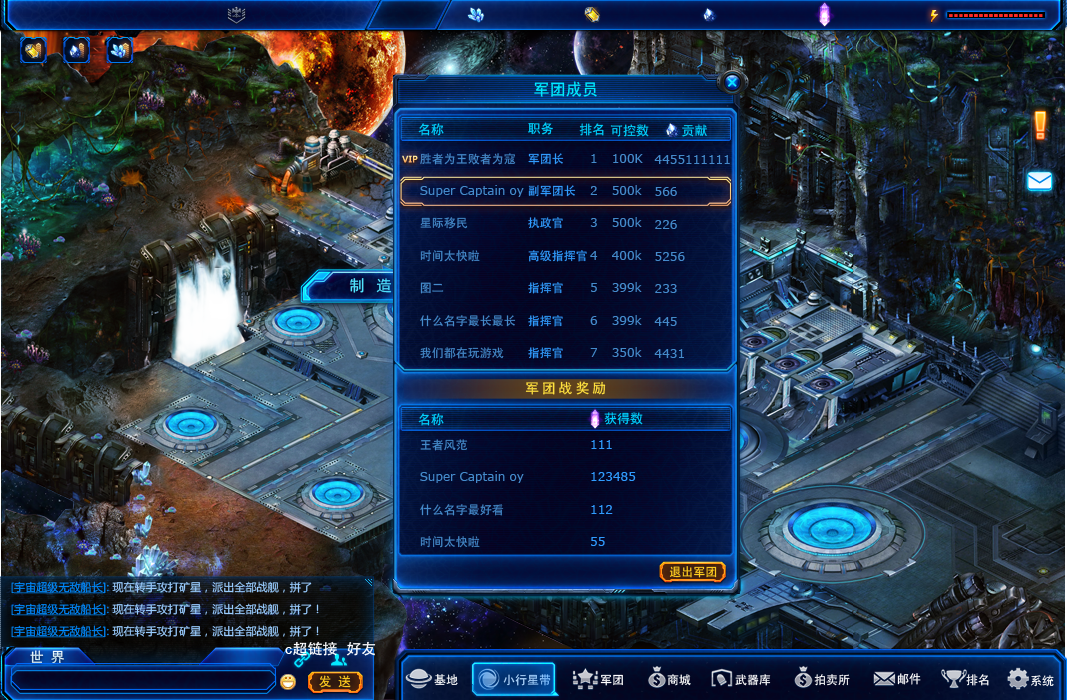 军团成员
名称 职务 排名 可控数 贡献
VIP 胜者为王败者为寇 军团长 1 100K 4455111111
Super Captain oy 副军团长 2 500k 566
星际移民 执政官 3 500k 226
时间太快啦 高级指挥官 4 400k 5256
图二 指挥官 5 399k 233
什么名字最长最长 指挥官 6 399k 445
我们都在玩游戏 指挥官 7 350k 4431
制 造
军团战奖励
名称 获得数
王者风范 111
Super Captain oy 123485
什么名字最好看 112
时间太快啦 55
退出军团
[宇宙超级无敌船长]: 现在转手攻打矿星，派出全部战舰，拼了
[宇宙超级无敌船长]: 现在转手攻打矿星，派出全部战舰，拼了！
[宇宙超级无敌船长]: 现在转手攻打矿星，派出全部战舰，拼了！
c超链接 好友
世 界
发 送
基地 小行星带 军团 商城 武器库 拍卖所 邮件 排名 系统